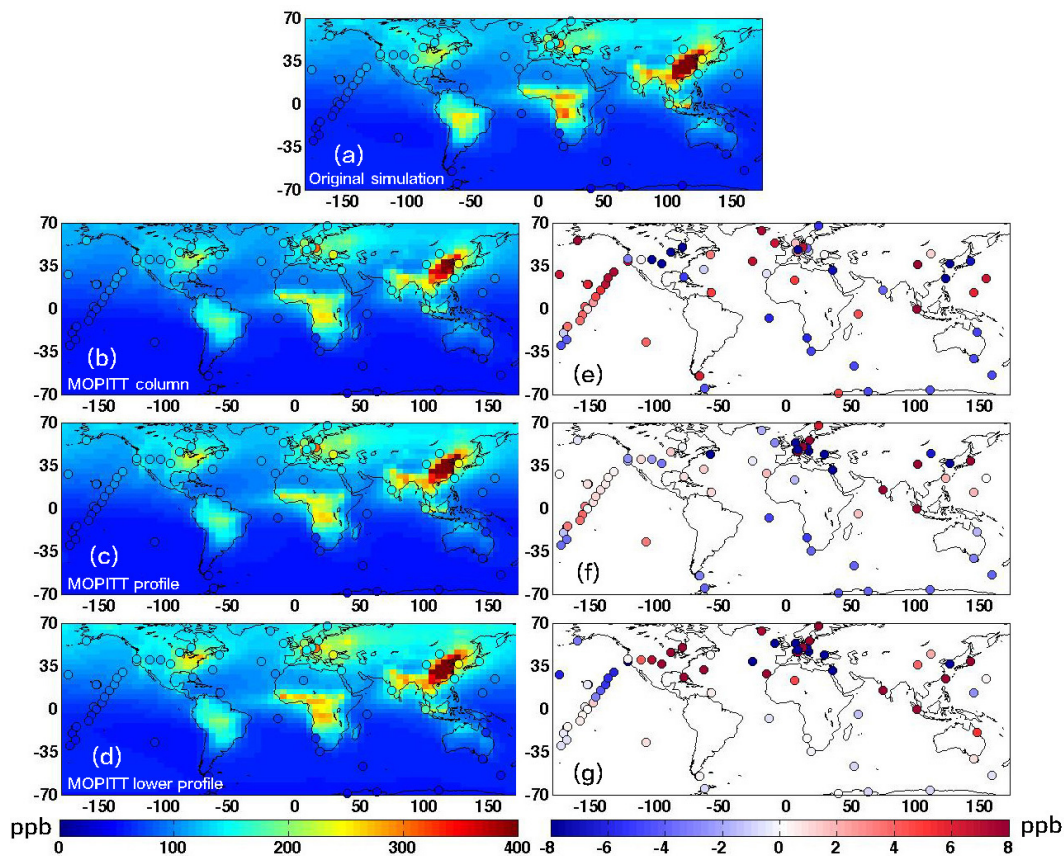 70
35
0
-35
-70
(a)
Original simulation
-150 -100 -50 0 50 100 150
70
35
0
-35
-70
(b)
MOPITT column
-150 -100 -50 0 50 100 150
70
35
0
-35
-70
(e)
-150 -100 -50 0 50 100 150
70
35
0
-35
-70
(c)
MOPITT profile
-150 -100 -50 0 50 100 150
70
35
0
-35
-70
(f)
-150 -100 -50 0 50 100 150
70
35
0
-35
-70
(d)
MOPITT lower profile
-150 -100 -50 0 50 100 150
70
35
0
-35
-70
(g)
-150 -100 -50 0 50 100 150
ppb
0 100 200 300 400
-8 -6 -4 -2 0 2 4 6 8
ppb